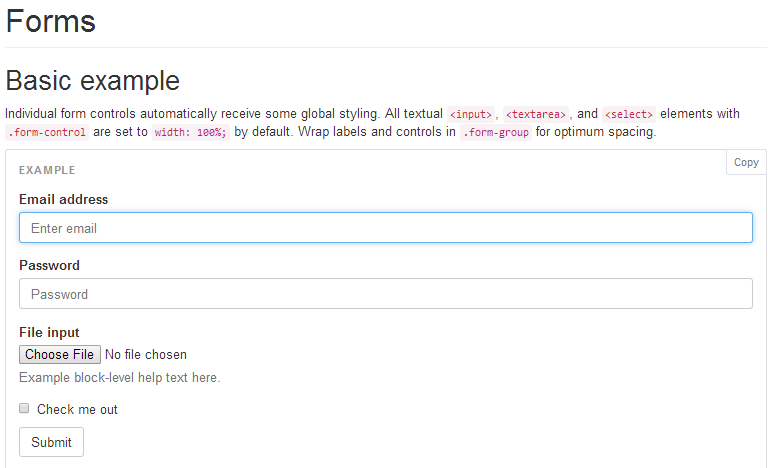 Forms
Basic example
Individual form controls automatically receive some global styling. All textual <input>, <textarea>, and <select> elements with
.form-control are set to width: 100%; by default. Wrap labels and controls in .form-group for optimum spacing.
Copy
EXAMPLE
Email address
Enter email
Password
Password
File input
Choose File No file chosen
Example block-level help text here.
Check me out
Submit